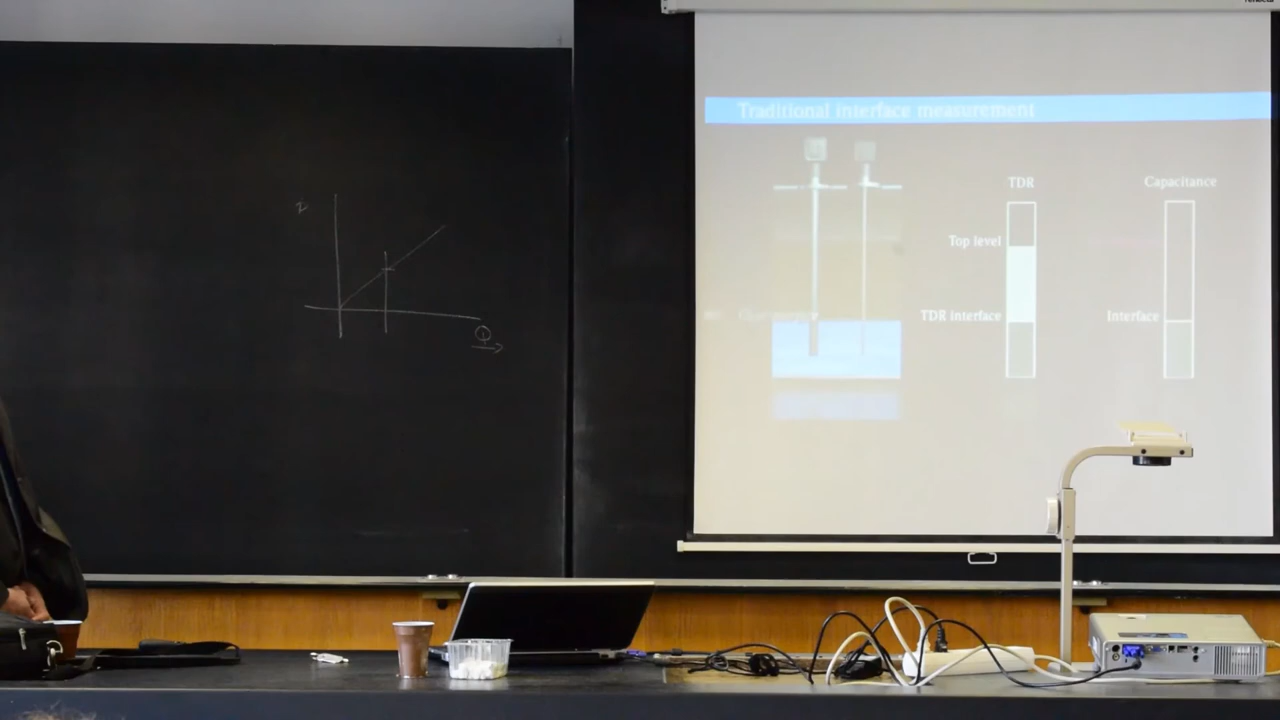 Traditional interface measurement
TDR
Capacitance
Top level
TDR interface
Interface